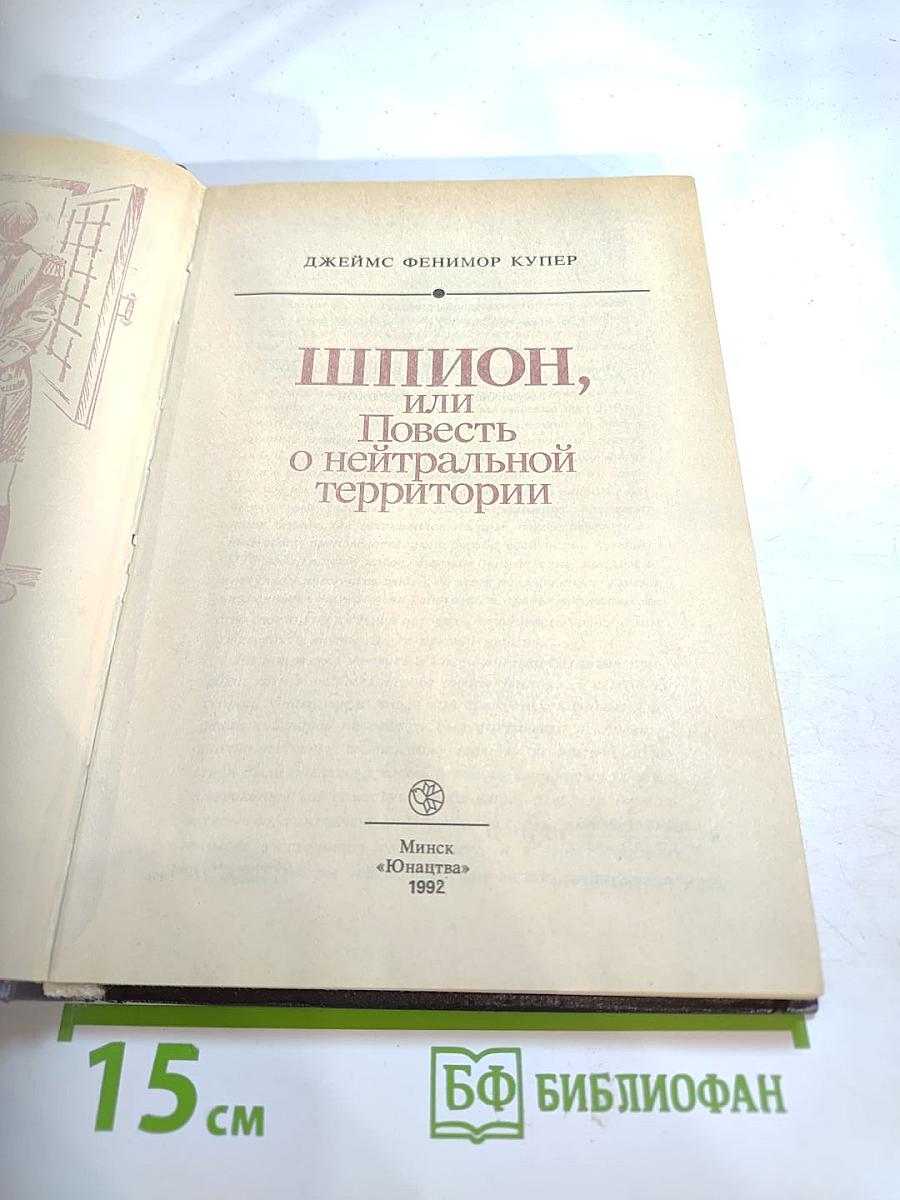 ДЖЕЙМС ФЕНИМОР КУПЕР
ШПИОН,
или
Повесть
о нейтральной
территории
Минск
«Юнацтва»
1992
15 см
БФ БИБЛИОФАН